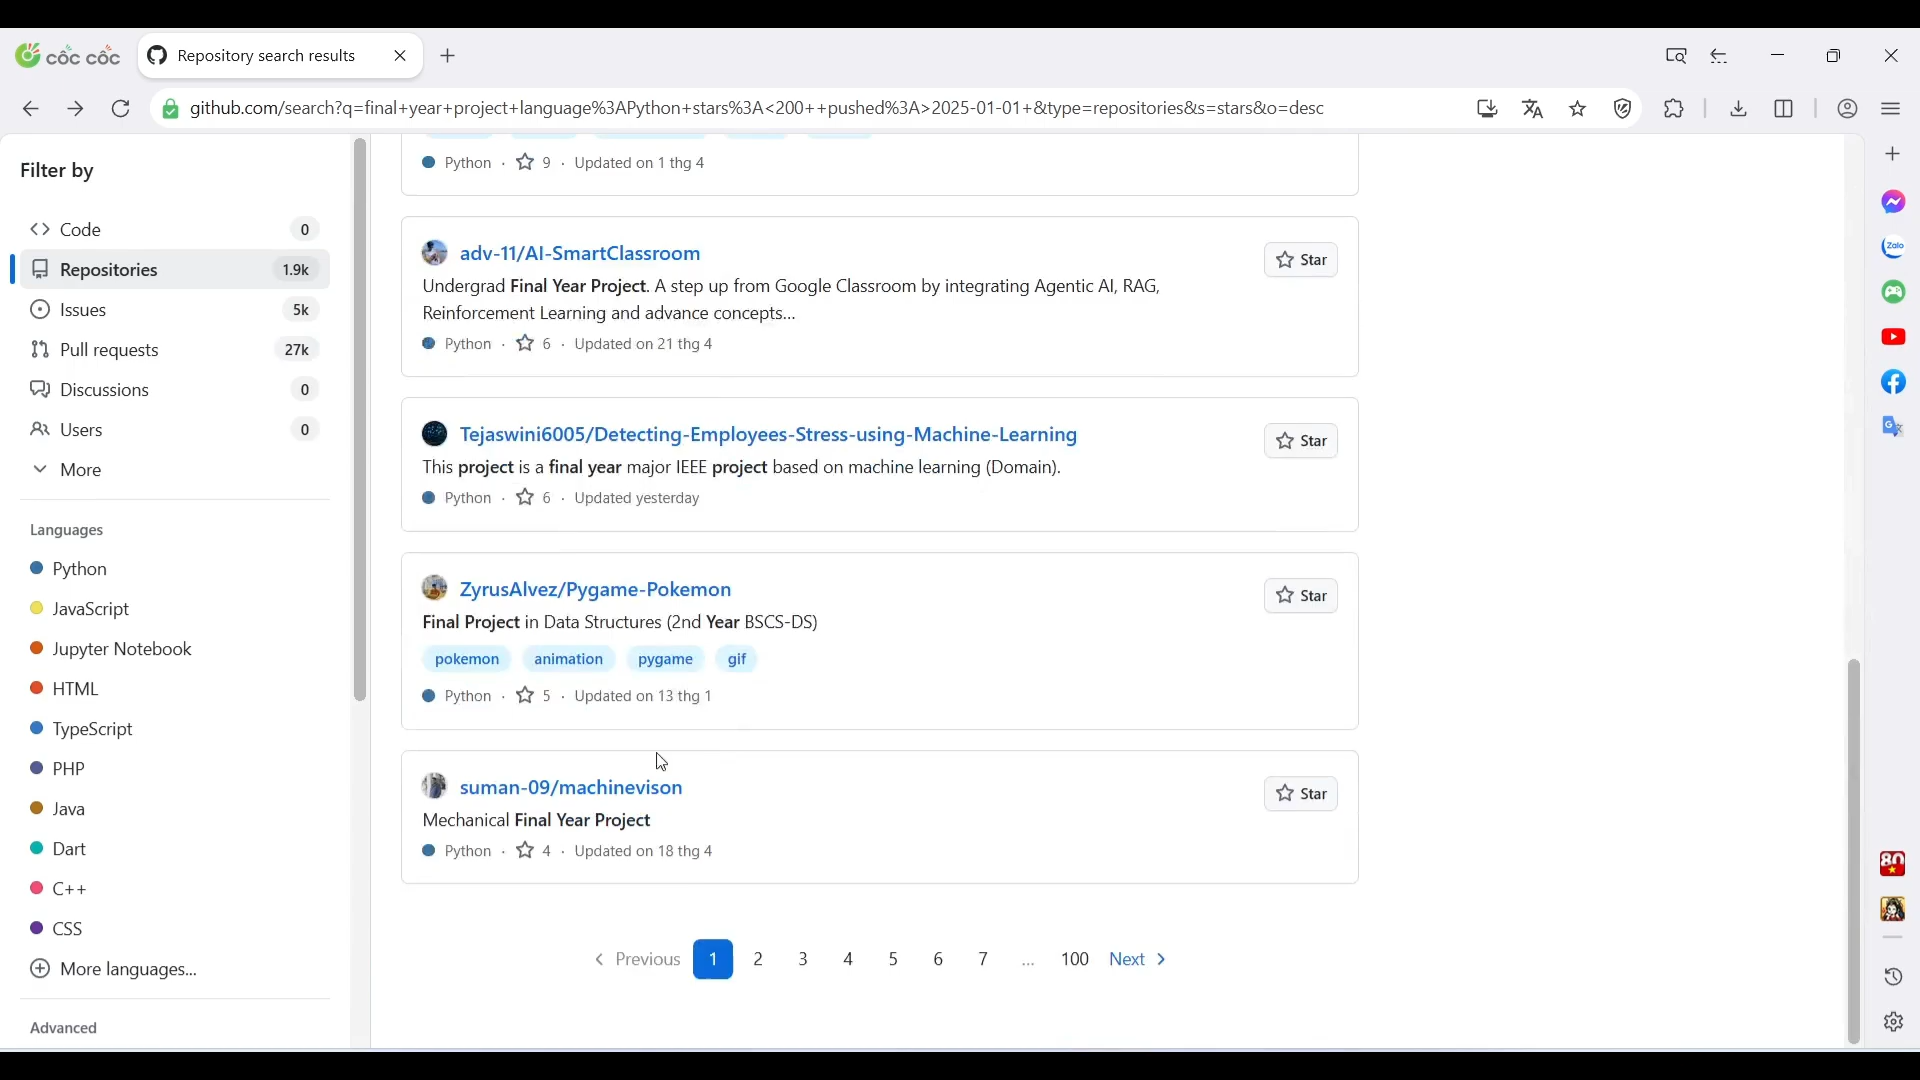 cốc cốc
Repository search results
github.com/search?q=final+year+project+language%3APython+stars%3A<200++pushed%3A>2025-01-01+&type=repositories&s=stars&o=desc
Filter by
Code 0
Repositories 1.9k
Issues 5k
Pull requests 27k
Discussions 0
Users 0
More
Languages
Python
JavaScript
Jupyter Notebook
HTML
TypeScript
PHP
Java
Dart
C++
CSS
More languages...
Advanced
Python · 9 · Updated on 1 thg 4
adv-11/AI-SmartClassroom
Star
Undergrad Final Year Project. A step up from Google Classroom by integrating Agentic AI, RAG,
Reinforcement Learning and advance concepts...
Python · 6 · Updated on 21 thg 4
Tejaswini6005/Detecting-Employees-Stress-using-Machine-Learning
Star
This project is a final year major IEEE project based on machine learning (Domain).
Python · 6 · Updated yesterday
ZyrusAlvez/Pygame-Pokemon
Star
Final Project in Data Structures (2nd Year BSCS-DS)
pokemon animation pygame gif
Python · 5 · Updated on 13 thg 1
suman-09/machinevison
Star
Mechanical Final Year Project
Python · 4 · Updated on 18 thg 4
Previous 1 2 3 4 5 6 7 ... 100 Next
Zalo
80